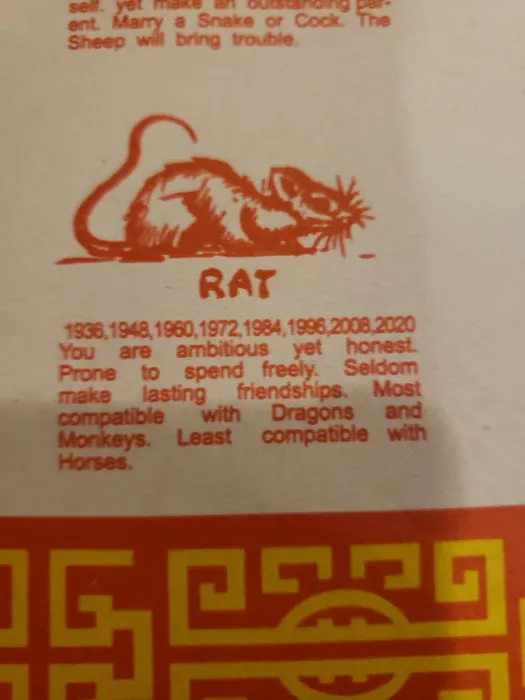 self. yet make an outstanding par-
ent. Marry a Snake or Cock. The
Sheep will bring trouble.
RAT
1936,1948,1960,1972,1984,1996,2008,2020
You are ambitious yet honest.
Prone to spend freely. Seldom
make lasting friendships. Most
compatible with Dragons and
Monkeys. Least compatible with
Horses.